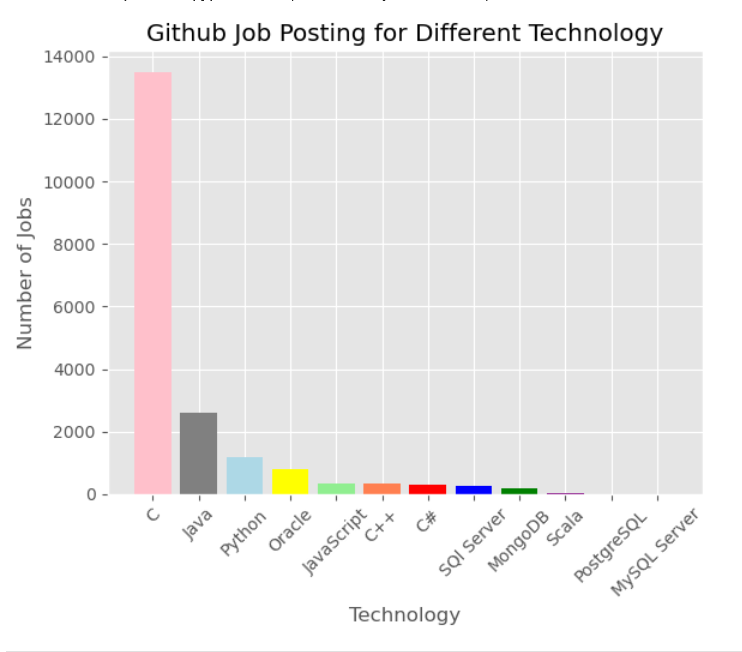 Github Job Posting for Different Technology
14000
12000
10000
8000
6000
4000
2000
0
Number of Jobs
C
Java
Python
Oracle
JavaScript
C++
C#
SQl Server
MongoDB
Scala
PostgreSQL
MySQL Server
Technology